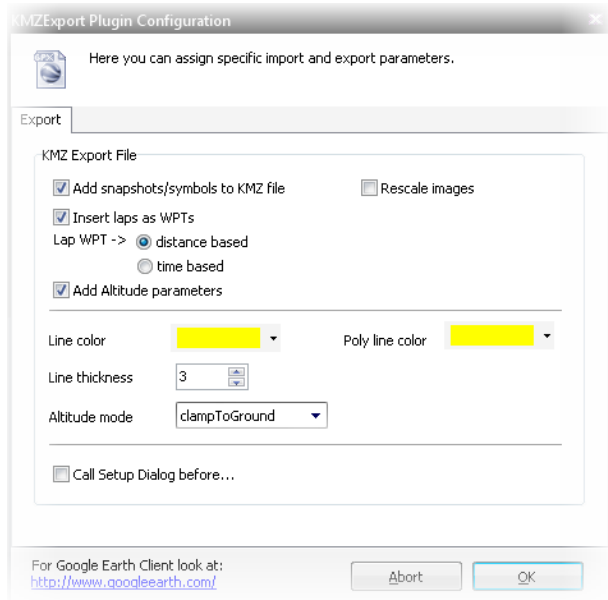 KMZExport Plugin Configuration
Here you can assign specific import and export parameters.
Export
KMZ Export File
Add snapshots/symbols to KMZ file
Rescale images
Insert laps as WPTs
Lap WPT -> distance based
time based
Add Altitude parameters
Line color
Poly line color
Line thickness 3
Altitude mode clampToGround
Call Setup Dialog before...
For Google Earth Client look at:
http://www.googleearth.com/
Abort OK